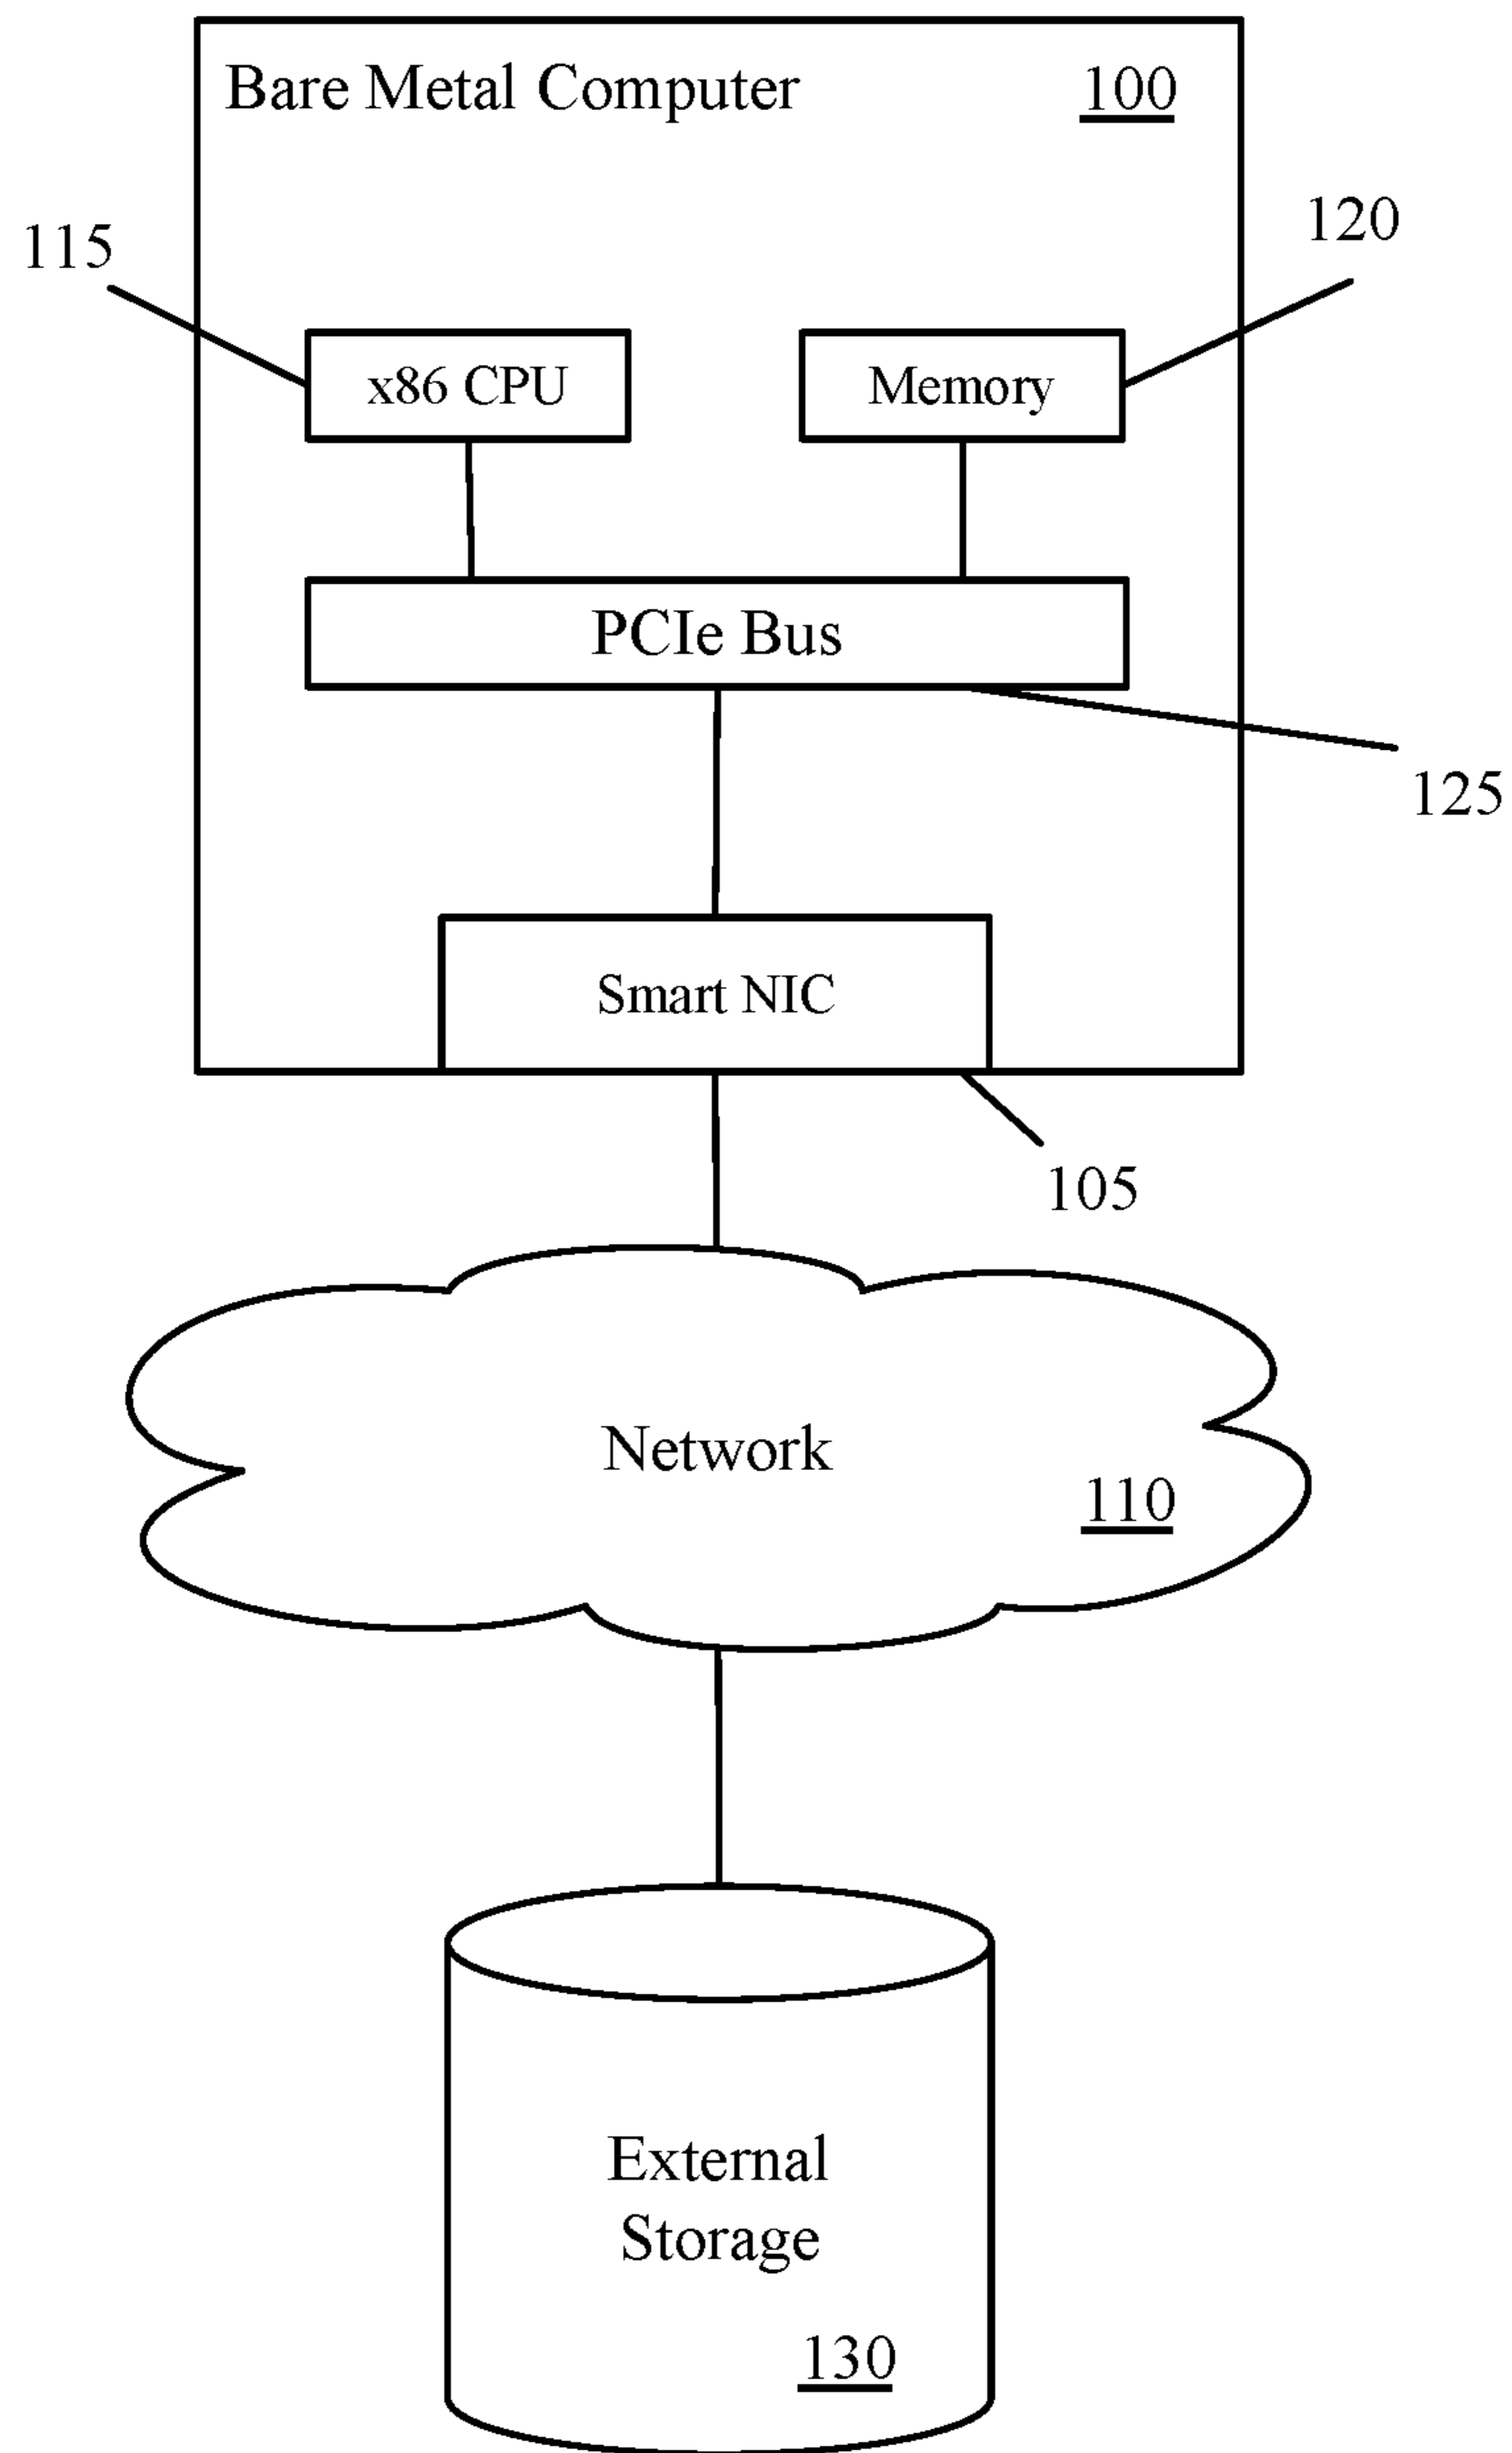 Bare Metal Computer 100
115
120
x86 CPU
Memory
PCIe Bus
125
Smart NIC
105
Network
110
External
Storage
130